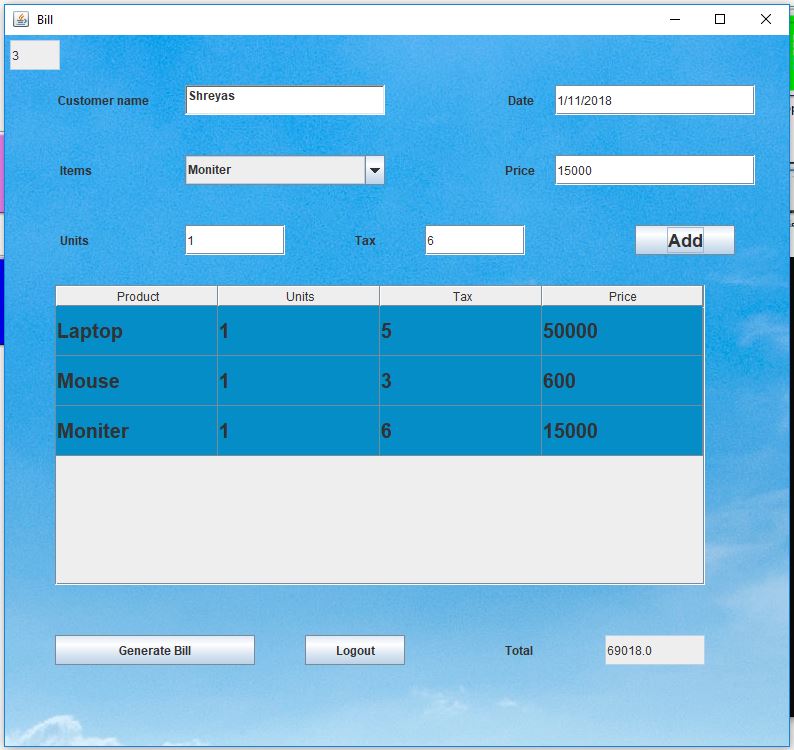 Bill
3
Customer name Shreyas Date 1/11/2018
Items Moniter Price 15000
Units 1 Tax 6 Add
Product Units Tax Price
Laptop 1 5 50000
Mouse 1 3 600
Moniter 1 6 15000
Generate Bill Logout Total 69018.0